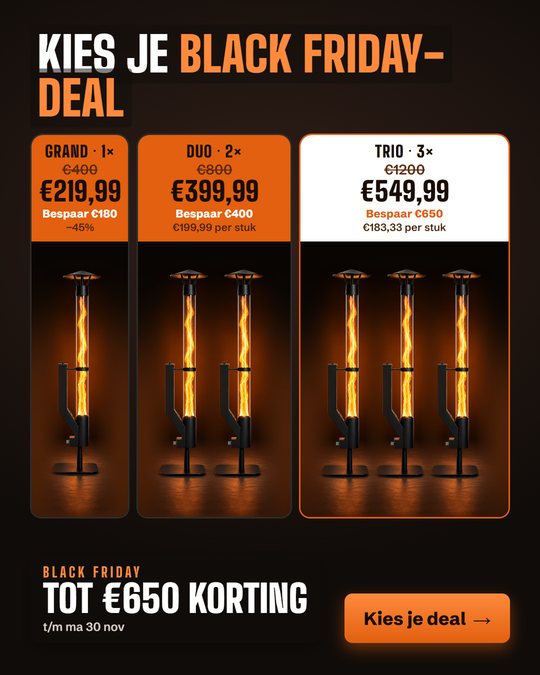 KIES JE BLACK FRIDAY-
DEAL
GRAND · 1×
€400
€219,99
Bespaar €180
−45%
DUO · 2×
€800
€399,99
Bespaar €400
€199,99 per stuk
TRIO · 3×
€1200
€549,99
Bespaar €650
€183,33 per stuk
BLACK FRIDAY
TOT €650 KORTING
t/m ma 30 nov
Kies je deal →